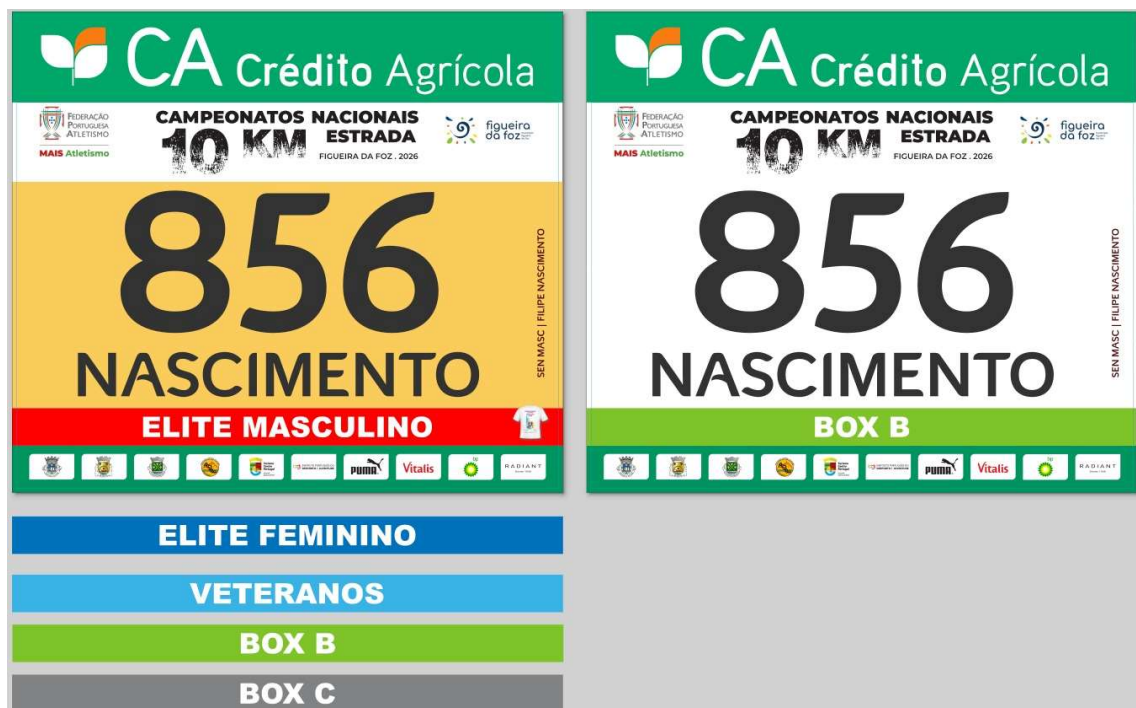 CA Crédito Agrícola
FEDERAÇÃO
PORTUGUESA
ATLETISMO
MAIS Atletismo
CAMPEONATOS NACIONAIS
10 KM ESTRADA
FIGUEIRA DA FOZ . 2026
figueira
da foz
856
NASCIMENTO
SEN MASC | FILIPE NASCIMENTO
ELITE MASCULINO
PUMA
Vitalis
bp
RADIANT
CA Crédito Agrícola
FEDERAÇÃO
PORTUGUESA
ATLETISMO
MAIS Atletismo
CAMPEONATOS NACIONAIS
10 KM ESTRADA
FIGUEIRA DA FOZ . 2026
figueira
da foz
856
NASCIMENTO
SEN MASC | FILIPE NASCIMENTO
BOX B
PUMA
Vitalis
bp
RADIANT
ELITE FEMININO
VETERANOS
BOX B
BOX C